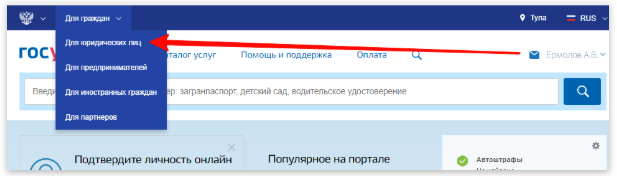 Для граждан
Тула
RUS
Для юридических лиц
Для предпринимателей
Для иностранных граждан
Для партнеров
гос
талог услуг
Помощь и поддержка
Оплата
Ермолов А.В.
Введи
ер: загранпаспорт, детский сад, водительское удостоверение
Подтвердите личность онлайн
Популярное на портале
Автоштрафы